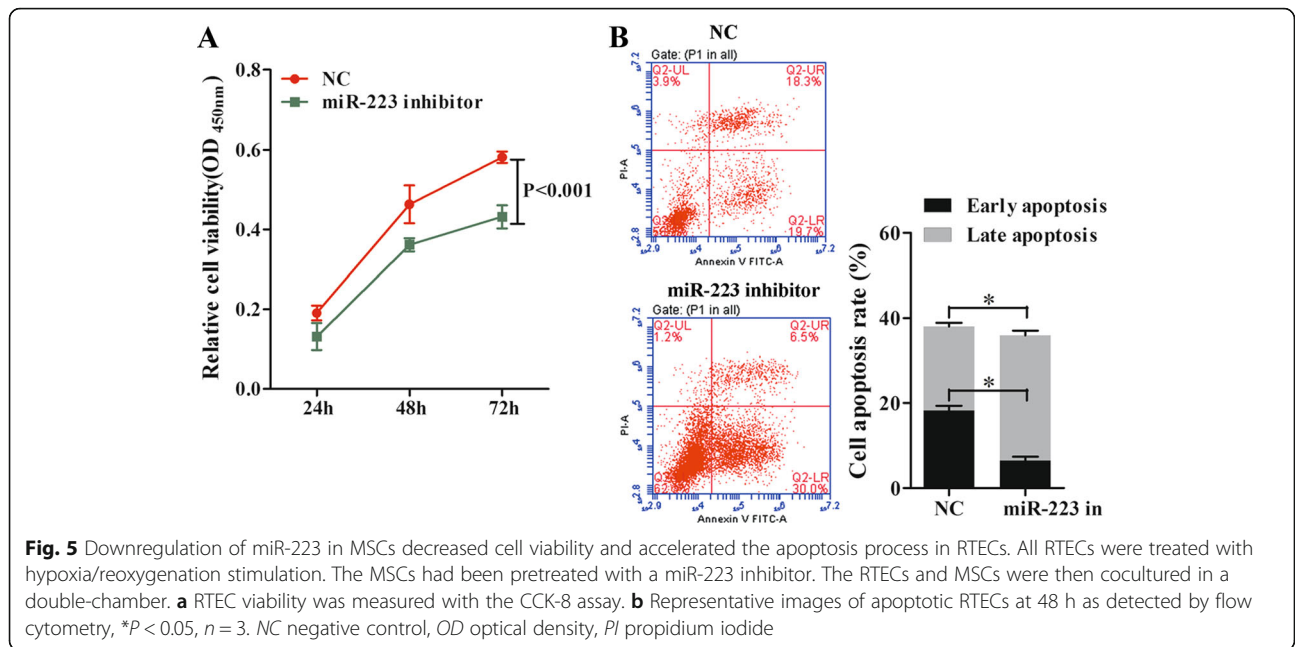 A
Relative cell viability(OD 450nm)
0.8
0.6
0.4
0.2
0.0
NC
miR-223 inhibitor
P<0.001
24h 48h 72h
B
NC
Gate: (P1 in all)
Q2-UL
3.9%
Q2-UR
18.3%
Q2-LR
19.7%
PI-A
Annexin V FITC-A
miR-223 inhibitor
Gate: (P1 in all)
Q2-UL
1.2%
Q2-UR
6.5%
Q2-LR
30.0%
PI-A
Annexin V FITC-A
Early apoptosis
Late apoptosis
Cell apoptosis rate (%)
60
40
20
0
*
*
NC miR-223 in
Fig. 5 Downregulation of miR-223 in MSCs decreased cell viability and accelerated the apoptosis process in RTECs. All RTECs were treated with
hypoxia/reoxygenation stimulation. The MSCs had been pretreated with a miR-223 inhibitor. The RTECs and MSCs were then cocultured in a
double-chamber. a RTEC viability was measured with the CCK-8 assay. b Representative images of apoptotic RTECs at 48 h as detected by flow
cytometry, *P < 0.05, n = 3. NC negative control, OD optical density, PI propidium iodide